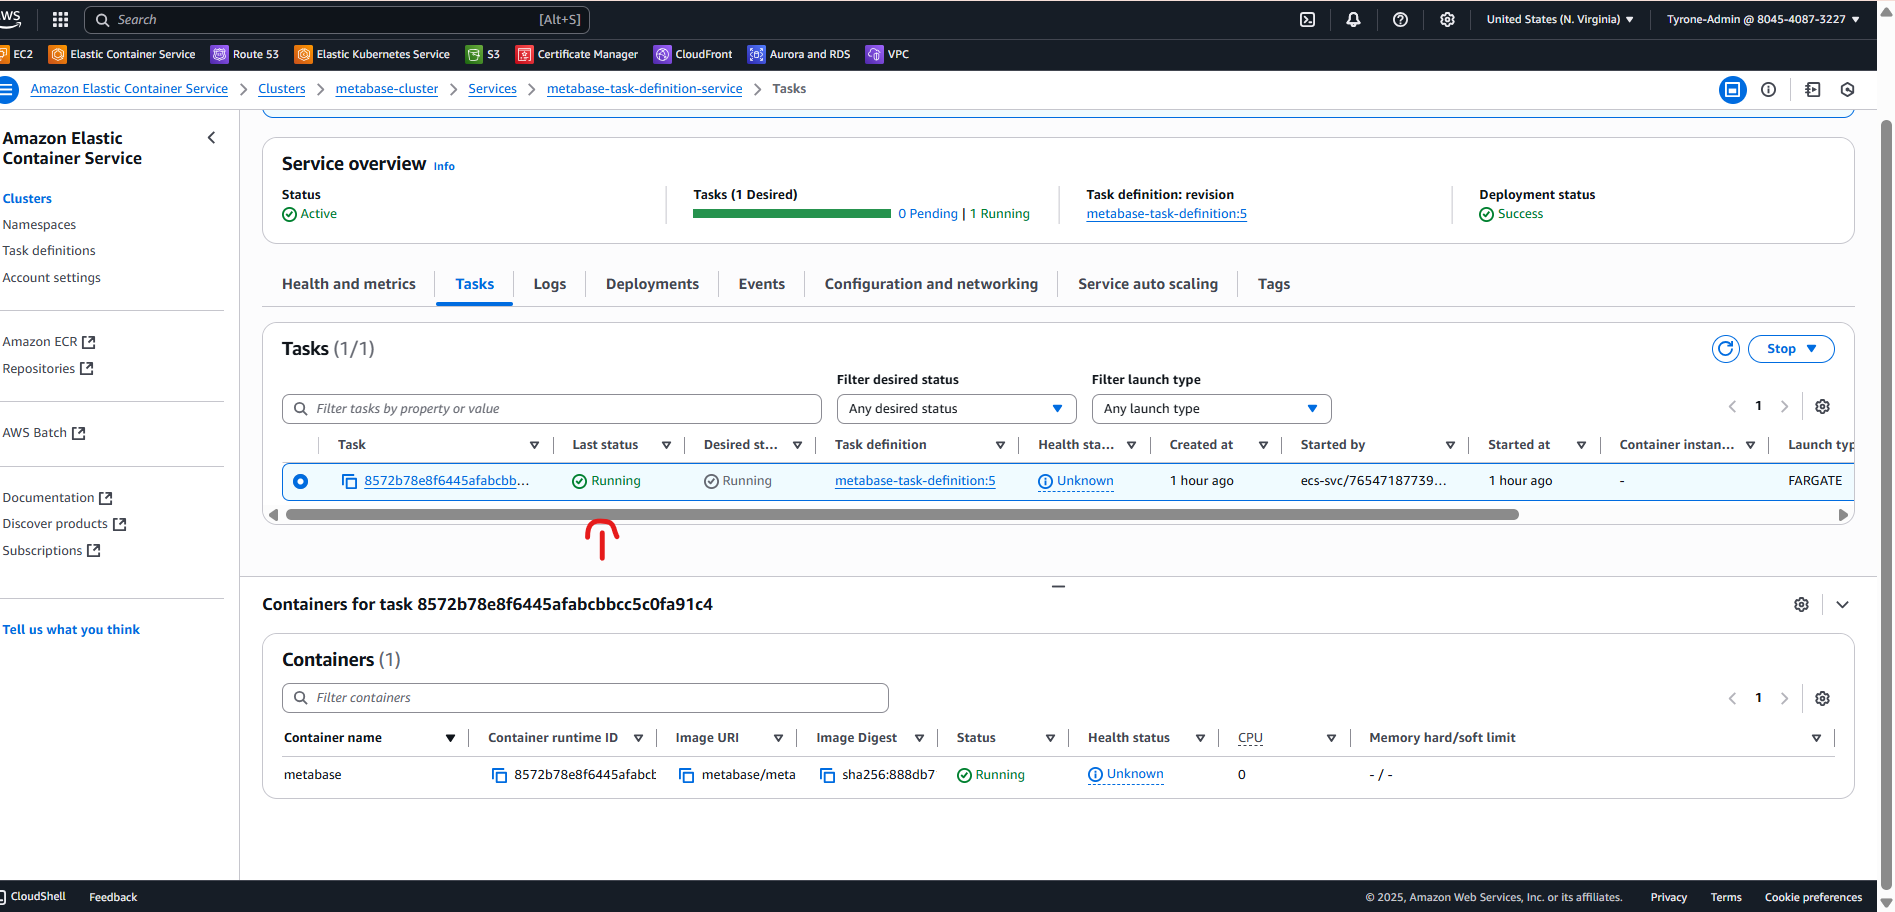 aws Search [Alt+S] United States (N. Virginia) Tyrone-Admin @ 8045-4087-3227
EC2 Elastic Container Service Route 53 Elastic Kubernetes Service S3 Certificate Manager CloudFront Aurora and RDS VPC
Amazon Elastic Container Service Clusters metabase-cluster Services metabase-task-definition-service Tasks
Amazon Elastic
Container Service
Clusters
Namespaces
Task definitions
Account settings
Amazon ECR
Repositories
AWS Batch
Documentation
Discover products
Subscriptions
Tell us what you think
Service overview Info
Status Tasks (1 Desired) Task definition: revision Deployment status
Active 0 Pending | 1 Running metabase-task-definition:5 Success
Health and metrics Tasks Logs Deployments Events Configuration and networking Service auto scaling Tags
Tasks (1/1) Stop
Filter desired status Filter launch type
Filter tasks by property or value Any desired status Any launch type 1
Task Last status Desired st... Task definition Health sta... Created at Started by Started at Container instan... Launch typ
8572b78e8f6445afabcbb... Running Running metabase-task-definition:5 Unknown 1 hour ago ecs-svc/76547187739... 1 hour ago - FARGATE
Containers for task 8572b78e8f6445afabcbbcc5c0fa91c4
Containers (1)
Filter containers 1
Container name Container runtime ID Image URI Image Digest Status Health status CPU Memory hard/soft limit
metabase 8572b78e8f6445afabcb metabase/meta sha256:888db7 Running Unknown 0 - / -
CloudShell Feedback © 2025, Amazon Web Services, Inc. or its affiliates. Privacy Terms Cookie preferences